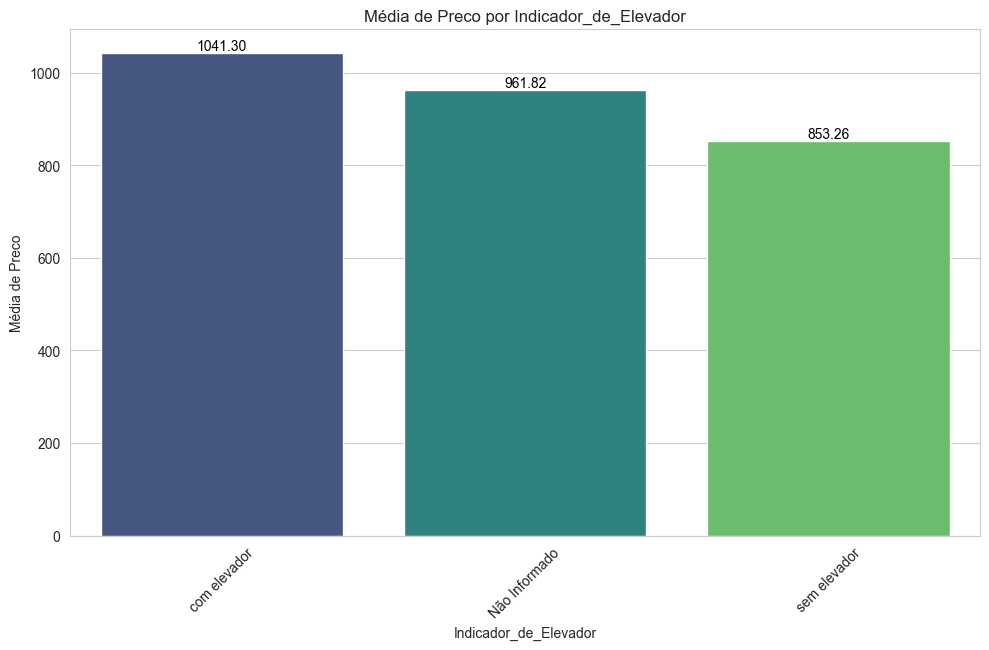 Média de Preco por Indicador_de_Elevador
1041.30
961.82
853.26
1000
800
600
400
200
0
Média de Preco
com elevador
Não Informado
sem elevador
Indicador_de_Elevador